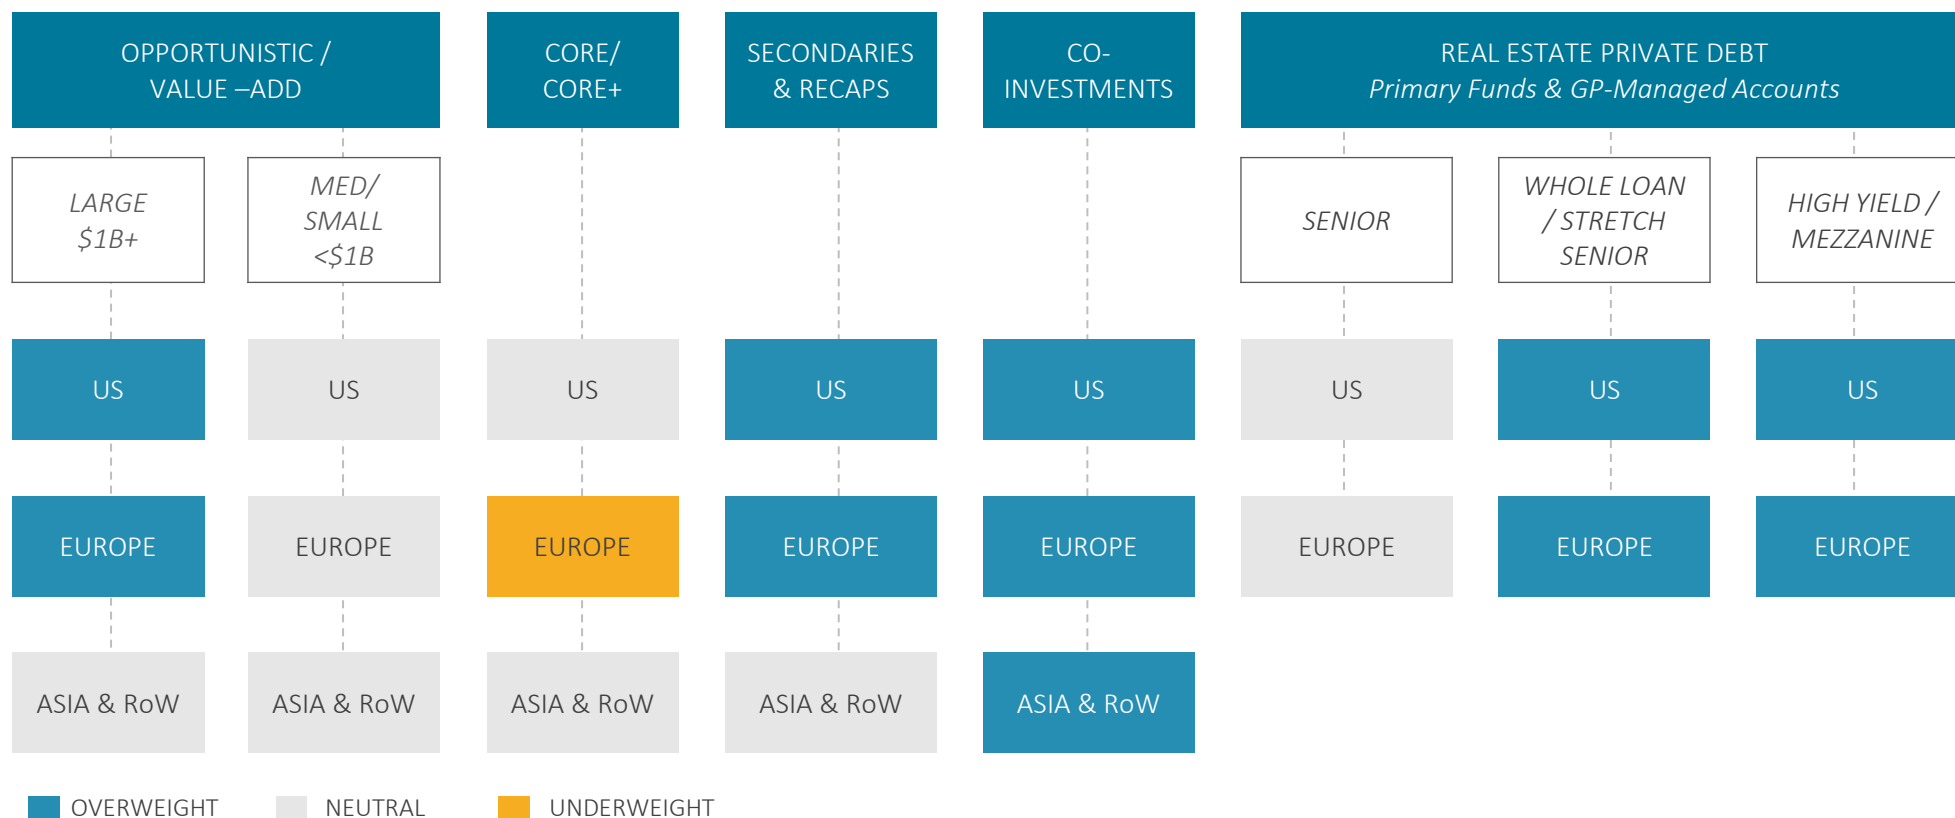 OPPORTUNISTIC /
VALUE –ADD
CORE/
CORE+
SECONDARIES
& RECAPS
CO-
INVESTMENTS
REAL ESTATE PRIVATE DEBT
Primary Funds & GP-Managed Accounts
LARGE
$1B+
MED/
SMALL
<$1B
SENIOR
WHOLE LOAN
/ STRETCH
SENIOR
HIGH YIELD /
MEZZANINE
US
US
US
US
US
US
US
US
EUROPE
EUROPE
EUROPE
EUROPE
EUROPE
EUROPE
EUROPE
EUROPE
ASIA & RoW
ASIA & RoW
ASIA & RoW
ASIA & RoW
ASIA & RoW
OVERWEIGHT
NEUTRAL
UNDERWEIGHT